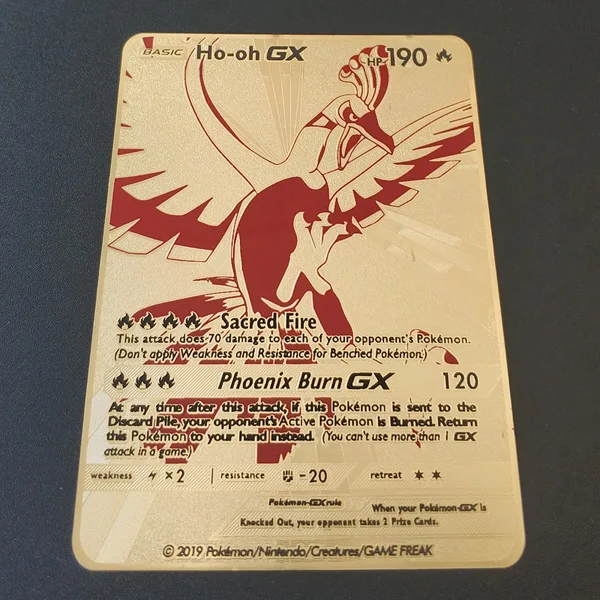 BASIC Ho-oh GX HP 190
Sacred Fire
This attack does 70 damage to each of your opponent's Pokémon.
(Don't apply Weakness and Resistance for Benched Pokémon.)
Phoenix Burn GX 120
At any time after this attack, if this Pokémon is sent to the
Discard Pile, your opponent's Active Pokémon is Burned. Return
this Pokémon to your hand instead. (You can't use more than 1 GX
attack in a game.)
weakness ×2 resistance -20 retreat
Pokémon-GX rule When your Pokémon-GX is
Knocked Out, your opponent takes 2 Prize Cards.
© 2019 Pokémon/Nintendo/Creatures/GAME FREAK